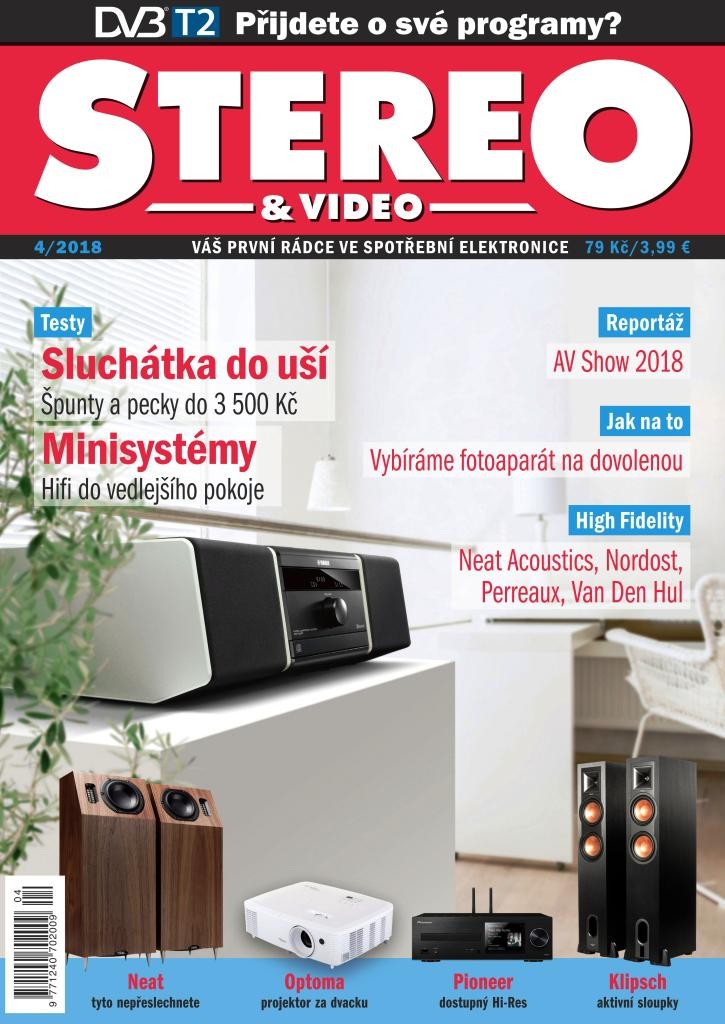 DVB T2 Přijdete o své programy?
STEREO
& VIDEO
4/2018 VÁŠ PRVNÍ RÁDCE VE SPOTŘEBNÍ ELEKTRONICE 79 Kč/3,99 €
Testy
Sluchátka do uší
Špunty a pecky do 3 500 Kč
Minisystémy
Hifi do vedlejšího pokoje
Reportáž
AV Show 2018
Jak na to
Vybíráme fotoaparát na dovolenou
High Fidelity
Neat Acoustics, Nordost,
Perreaux, Van Den Hul
YAMAHA
04
9 771240 702009
Neat
tyto nepřeslechnete
Optoma
projektor za dvacku
Pioneer
dostupný Hi-Res
Klipsch
aktivní sloupky